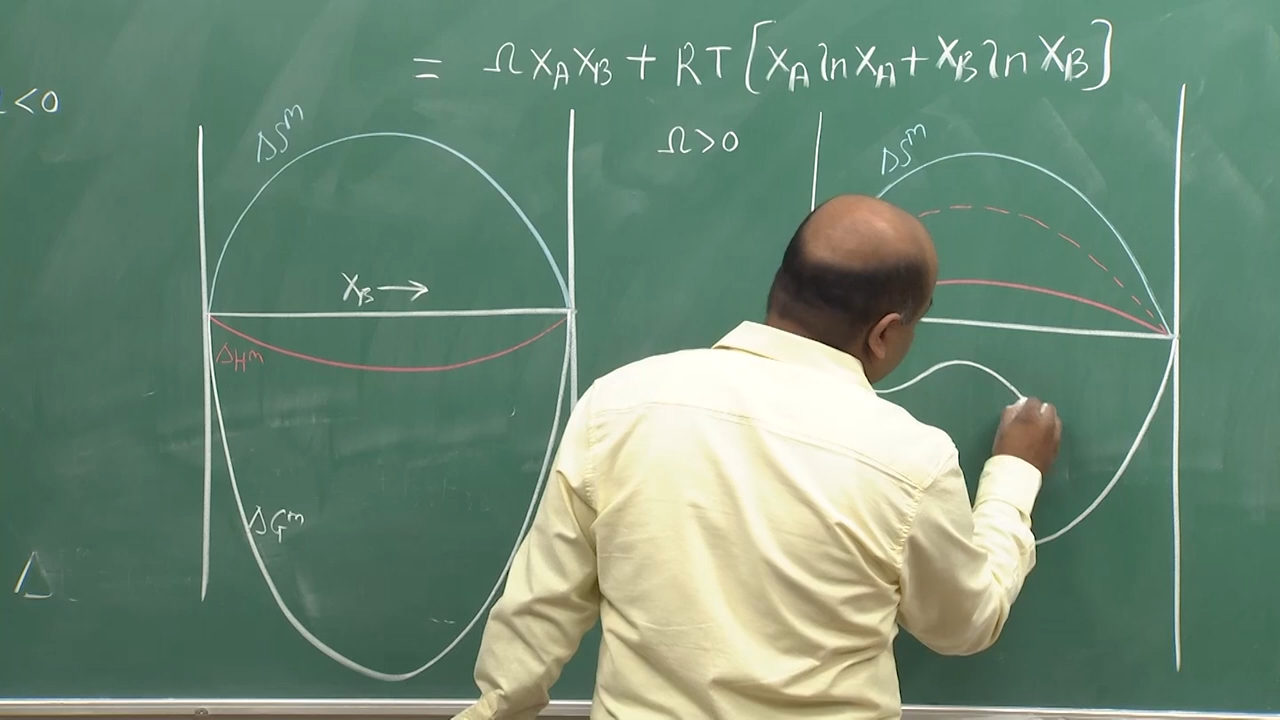 = Ω X_A X_B + RT [X_A ln X_A + X_B ln X_B]
<0
ΔS^m
Ω>0
ΔS^m
X_B →
ΔH^m
ΔG^m
Δ